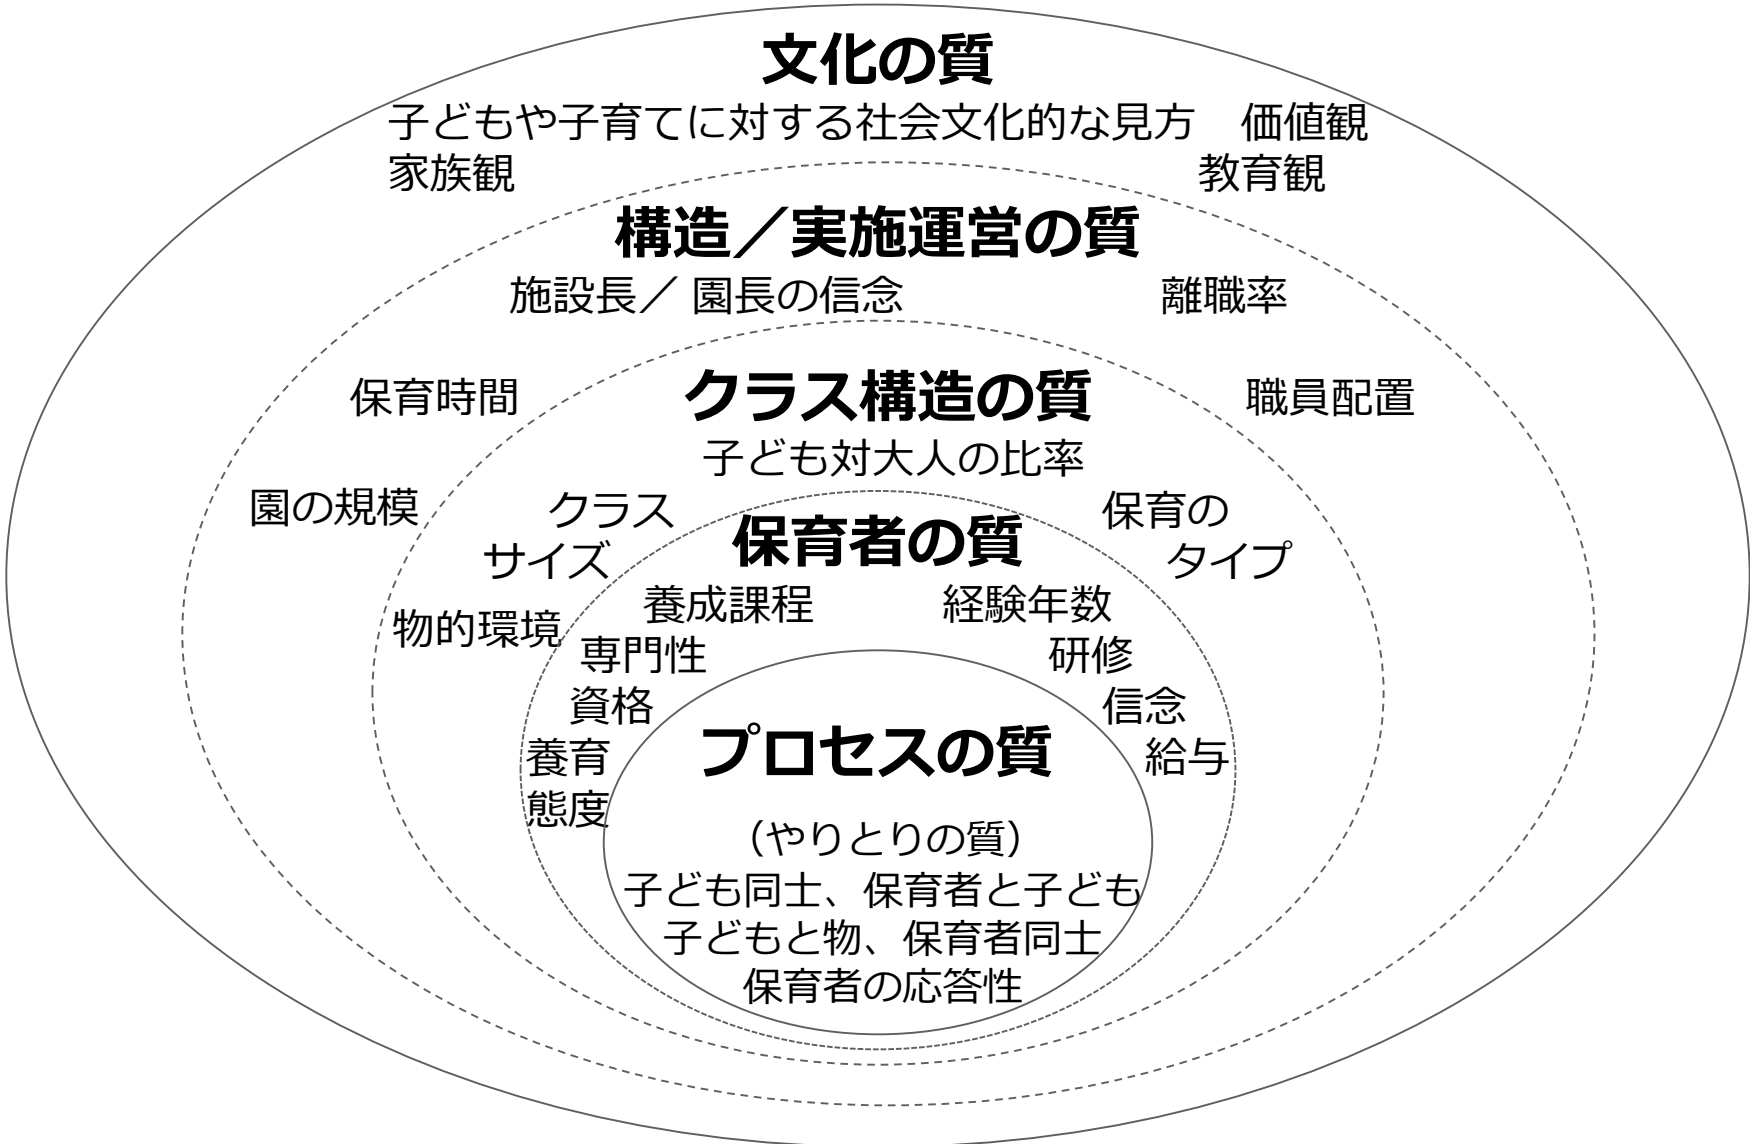 文化の質
子どもや子育てに対する社会文化的な見方　価値観
家族観　教育観
構造／実施運営の質
施設長／ 園長の信念　離職率
保育時間　職員配置
クラス構造の質
子ども対大人の比率
園の規模
クラス　保育の
サイズ　タイプ
物的環境
保育者の質
養成課程　経験年数
専門性　研修
資格　信念
養育　給与
態度
プロセスの質
（やりとりの質）
子ども同士、保育者と子ども
子どもと物、保育者同士
保育者の応答性